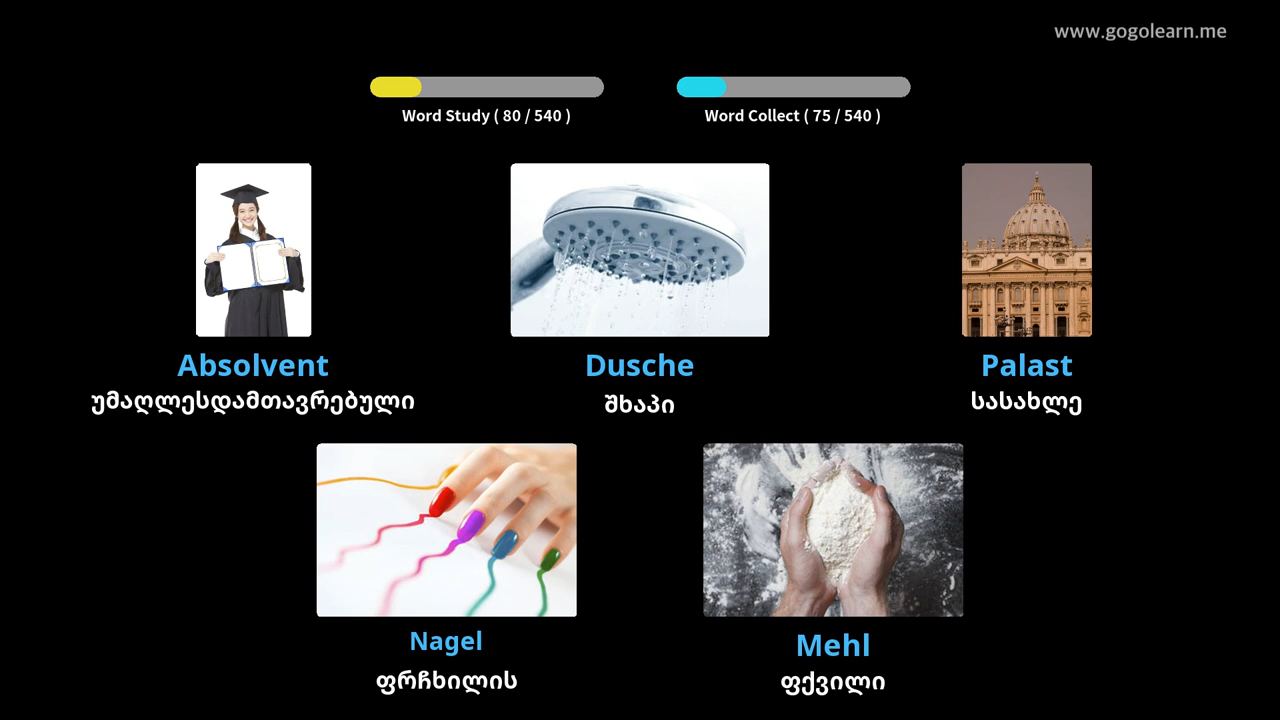 www.gogolearn.me
Word Study ( 80 / 540 )
Word Collect ( 75 / 540 )
Absolvent
უმაღლესდამთავრებული
Dusche
შხაპი
Palast
სასახლე
Nagel
ფრჩხილის
Mehl
ფქვილი